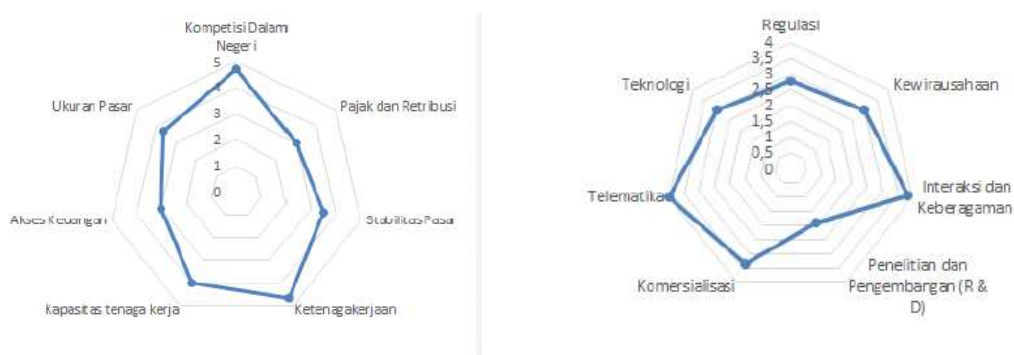 Kompetisi Dalam
Negeri
5
4
3
2
1
0
Pajak dan Retribusi
Stabilitas Pasar
Ketenagakerjaan
Kapasitas tenaga kerja
Akses Keuangan
Ukuran Pasar
Regulasi
4
3,5
3
2,5
2
1,5
1
0,5
0
Kewirausahaan
Interaksi dan
Keberagaman
Penelitian dan
Pengembangan (R &
D)
Komersialisasi
Telematika
Teknologi